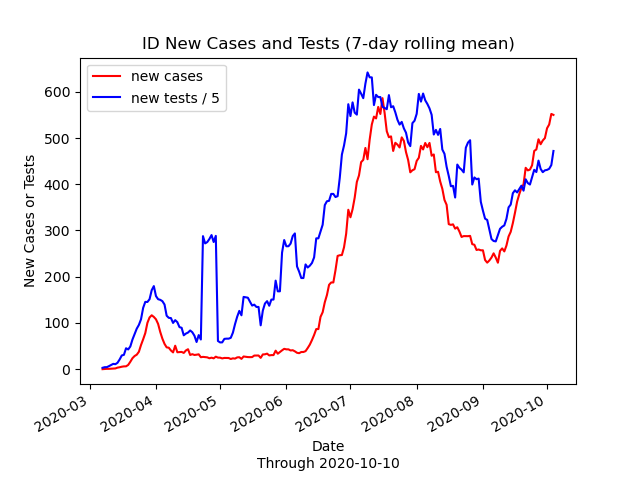 ID New Cases and Tests (7-day rolling mean)
new cases
new tests / 5
New Cases or Tests
600
500
400
300
200
100
0
2020-03
2020-04
2020-05
2020-06
2020-07
2020-08
2020-09
2020-10
Date
Through 2020-10-10